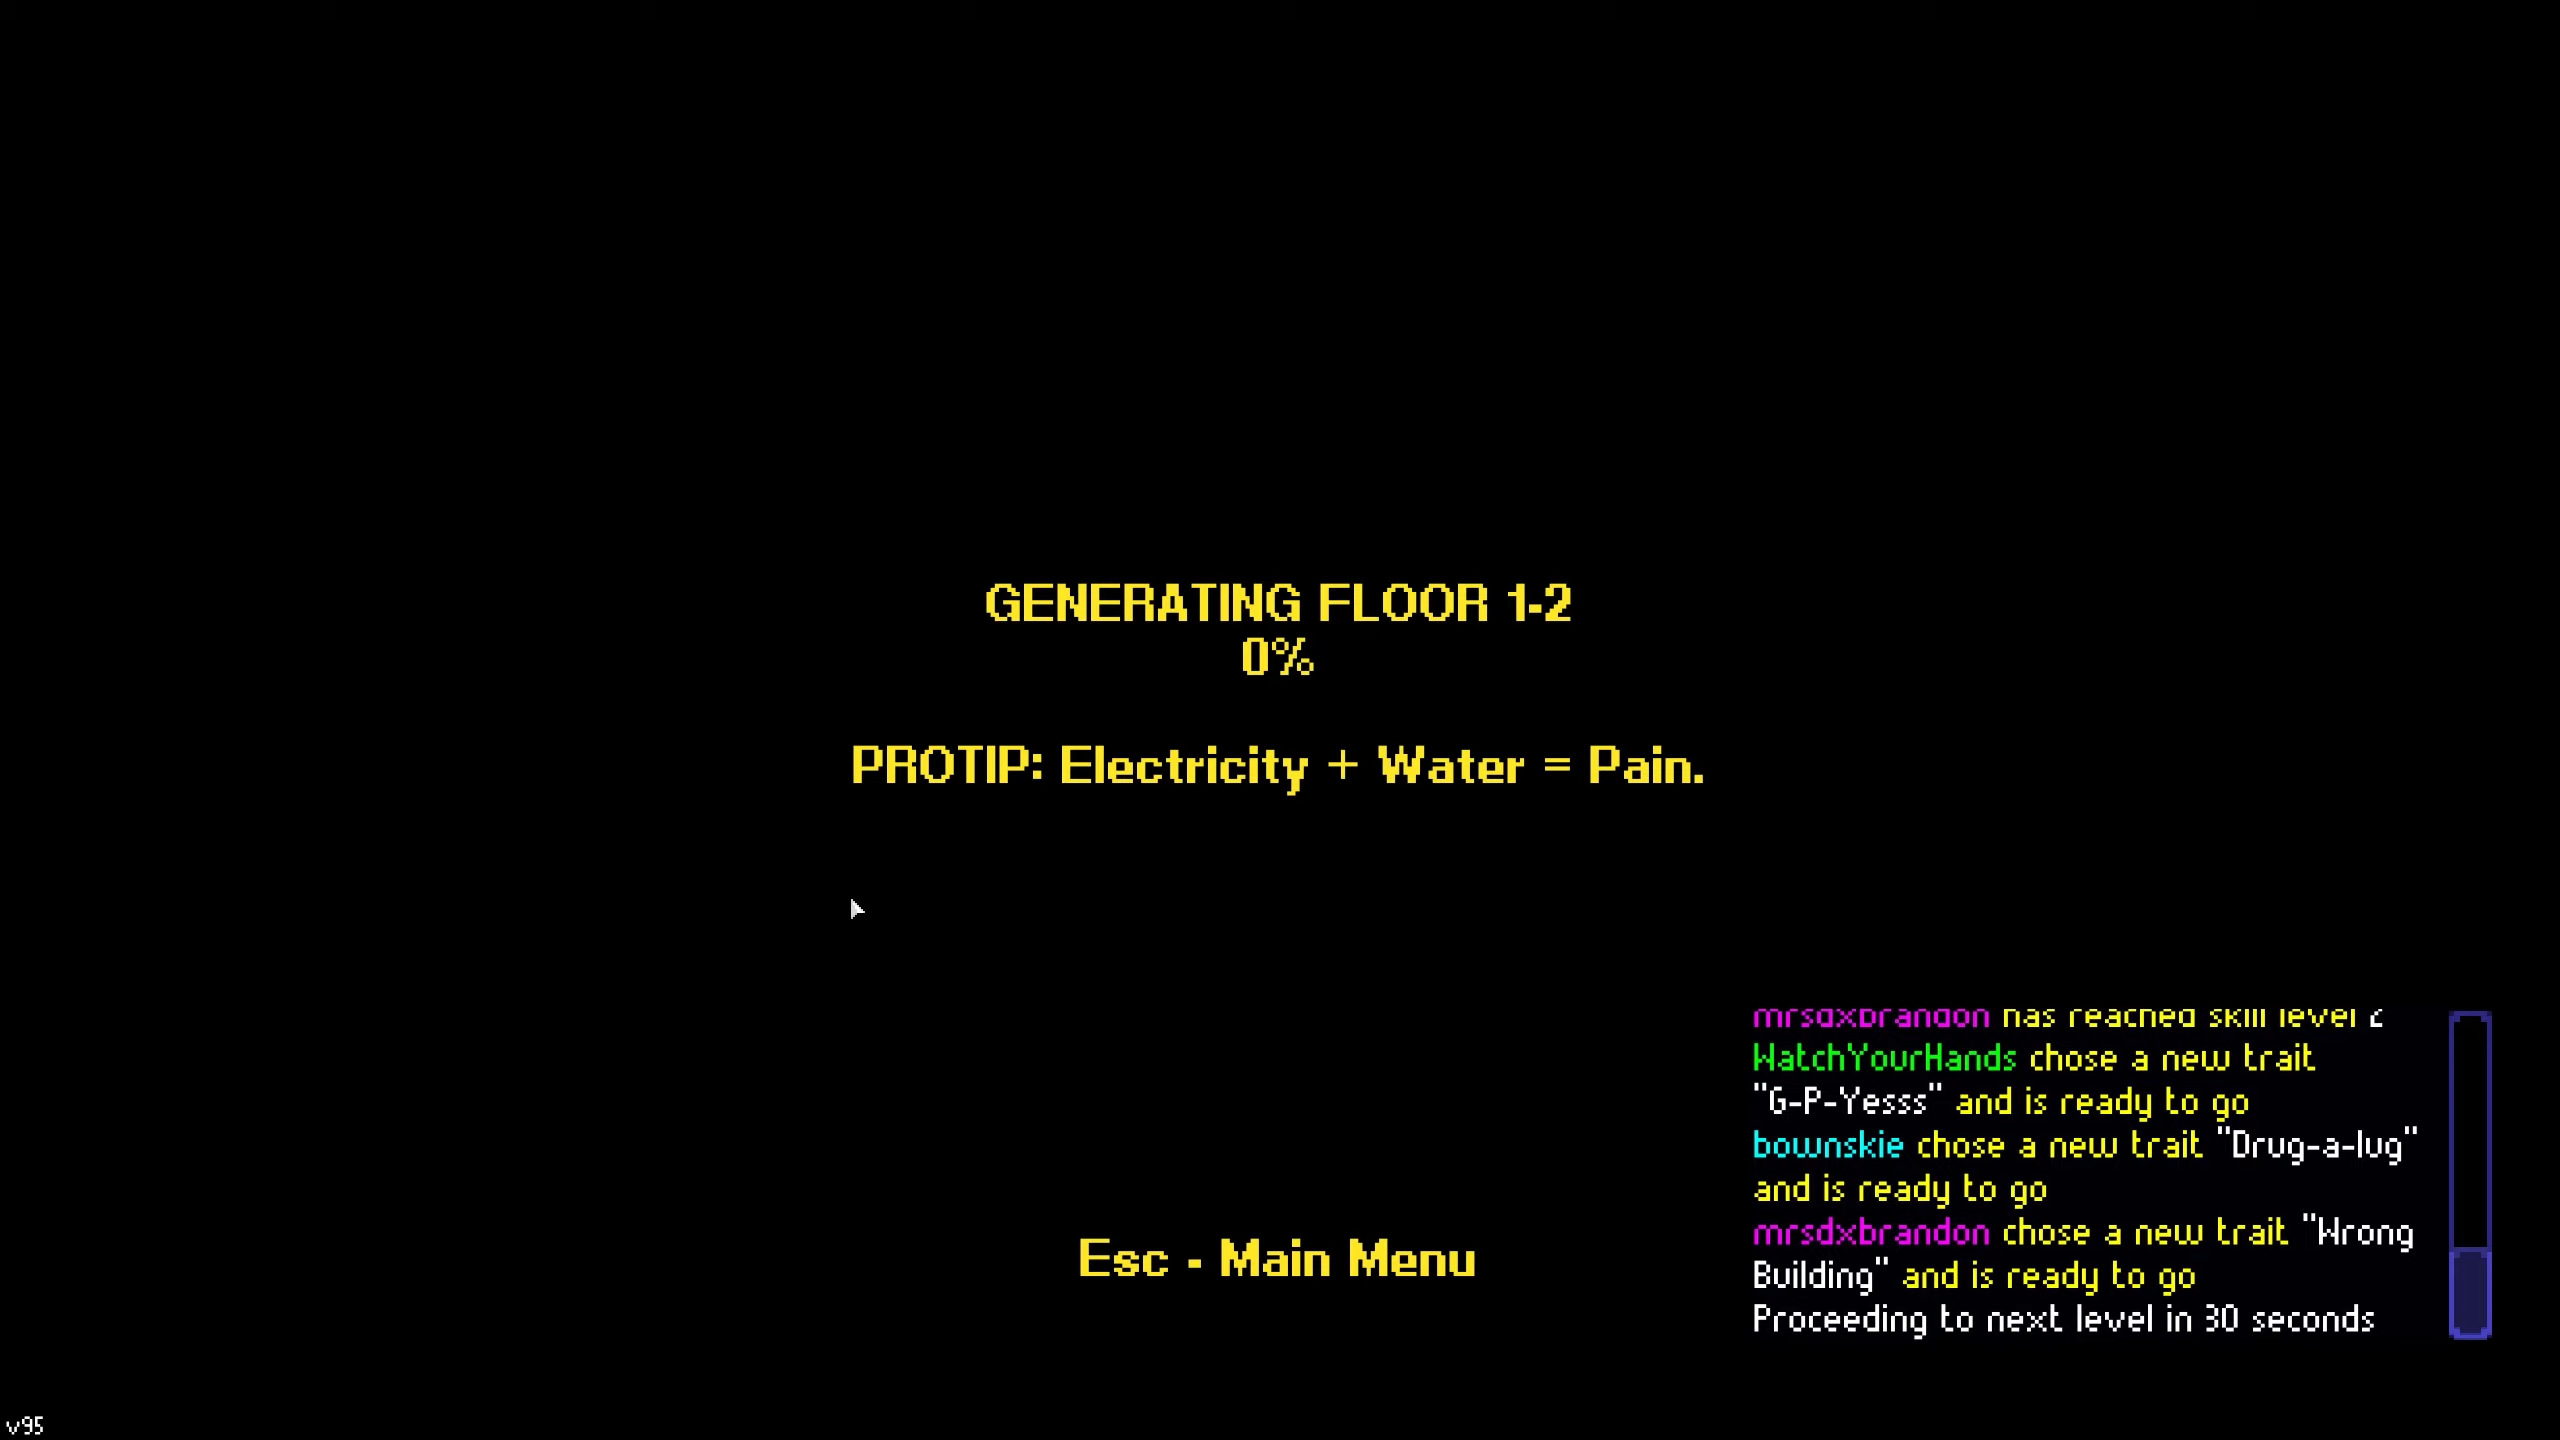 GENERATING FLOOR 1-2
0%
PROTIP: Electricity + Water = Pain.
mrsdxbrandon has reached skill level 2
WatchYourHands chose a new trait
"G-P-Yesss" and is ready to go
bownskie chose a new trait "Drug-a-lug"
and is ready to go
mrsdxbrandon chose a new trait "Wrong
Building" and is ready to go
Proceeding to next level in 30 seconds
Esc - Main Menu
v95